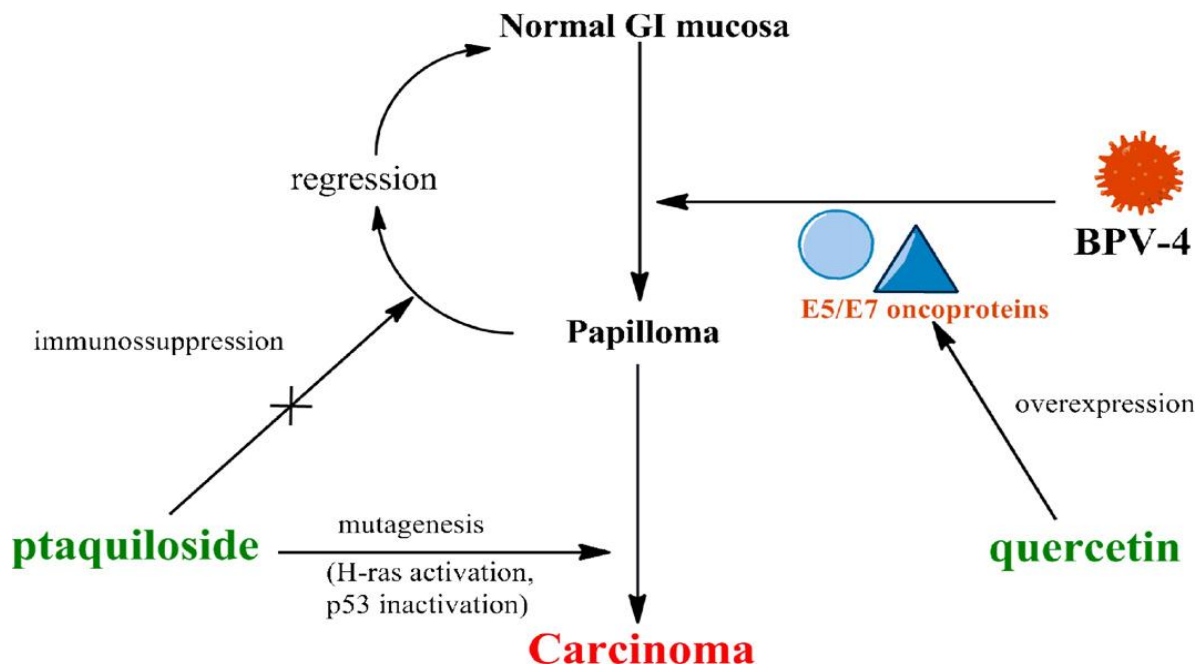 Normal GI mucosa
regression
BPV-4
E5/E7 oncoproteins
Papilloma
immunossuppression
overexpression
ptaquiloside
mutagenesis
(H-ras activation,
p53 inactivation)
quercetin
Carcinoma